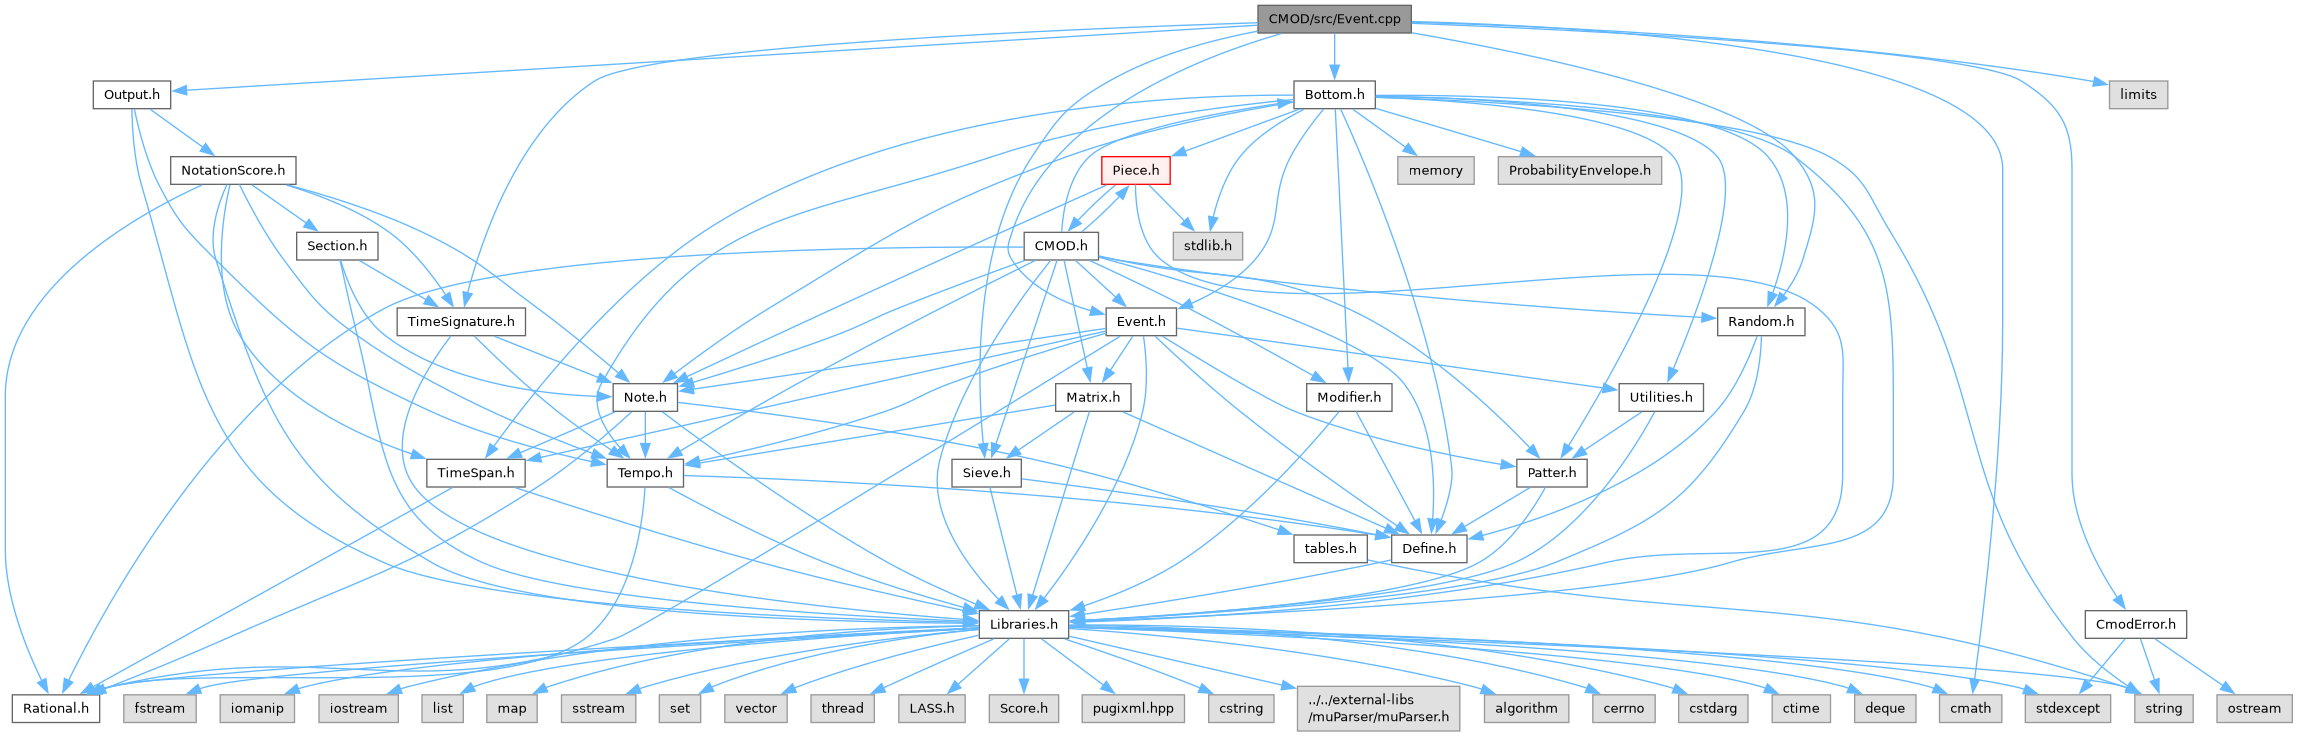 CMOD/src/Event.cpp
Output.h
Bottom.h
limits
NotationScore.h
Piece.h
memory
ProbabilityEnvelope.h
Section.h
CMOD.h
stdlib.h
TimeSignature.h
Event.h
Random.h
Note.h
Matrix.h
Modifier.h
Utilities.h
TimeSpan.h
Tempo.h
Sieve.h
Patter.h
tables.h
Define.h
Libraries.h
CmodError.h
Rational.h
fstream
iomanip
iostream
list
map
sstream
set
vector
thread
LASS.h
Score.h
pugixml.hpp
cstring
../../external-libs
/muParser/muParser.h
algorithm
cerrno
cstdarg
ctime
deque
cmath
stdexcept
string
ostream